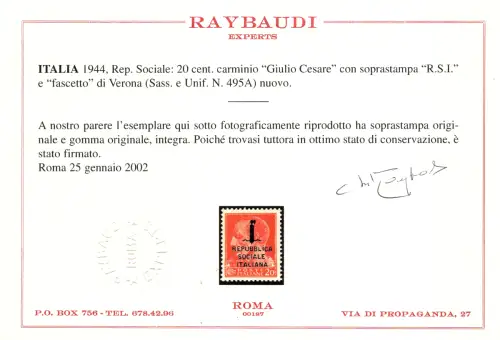 RAYBAUDI
EXPERTS
ITALIA 1944, Rep. Sociale: 20 cent. carminio “Giulio Cesare” con soprastampa “R.S.I.”
e “fascetto” di Verona (Sass. e Unif. N. 495A) nuovo.
A nostro parere l'esemplare qui sotto fotograficamente riprodotto ha soprastampa origi-
nale e gomma originale, integra. Poiché trovasi tuttora in ottimo stato di conservazione, è
stato firmato.
Roma 25 gennaio 2002
REPUBBLICA
SOCIALE
ITALIANA
20
ROMA
00187
P.O. BOX 756 - TEL. 678.42.96
VIA DI PROPAGANDA, 27